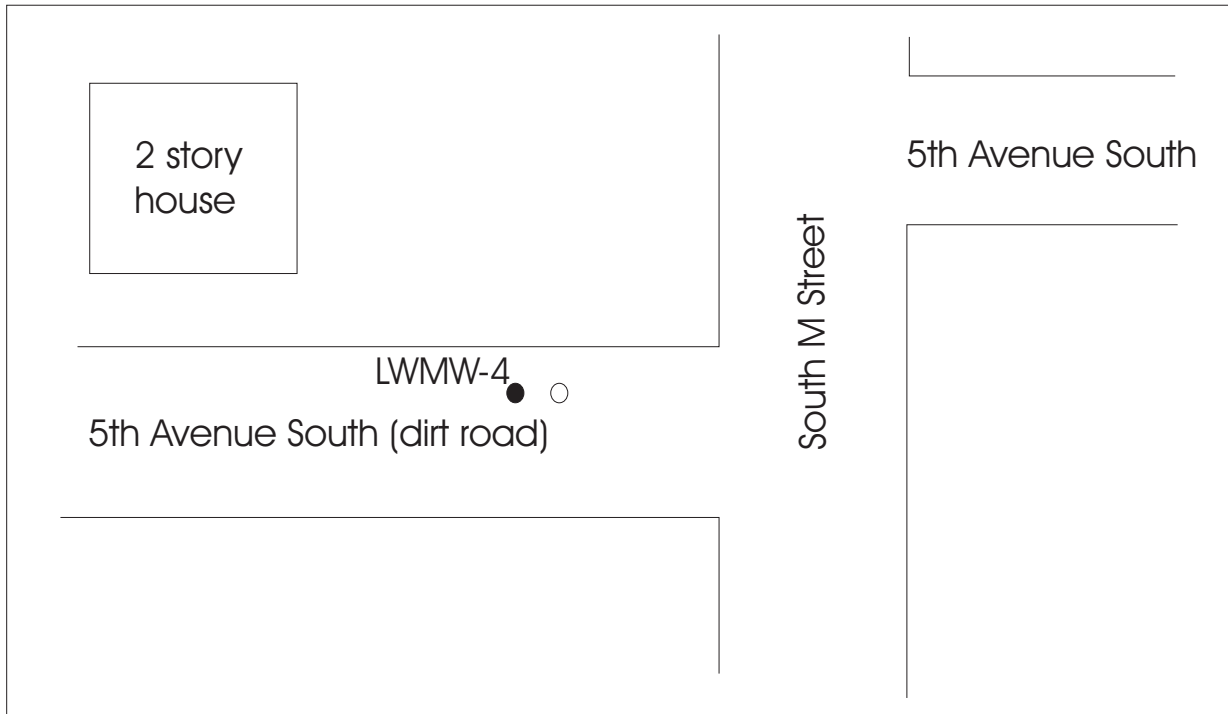 2 story
house
5th Avenue South
South M Street
LWMW-4
5th Avenue South (dirt road)